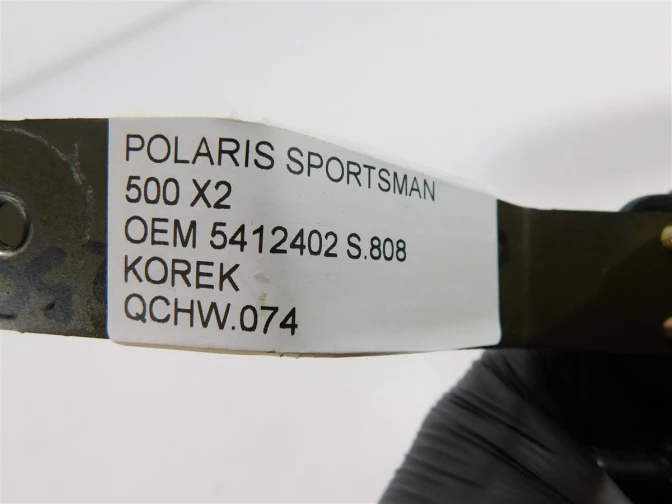 POLARIS SPORTSMAN
500 X2
OEM 5412402 S.808
KOREK
QCHW.074